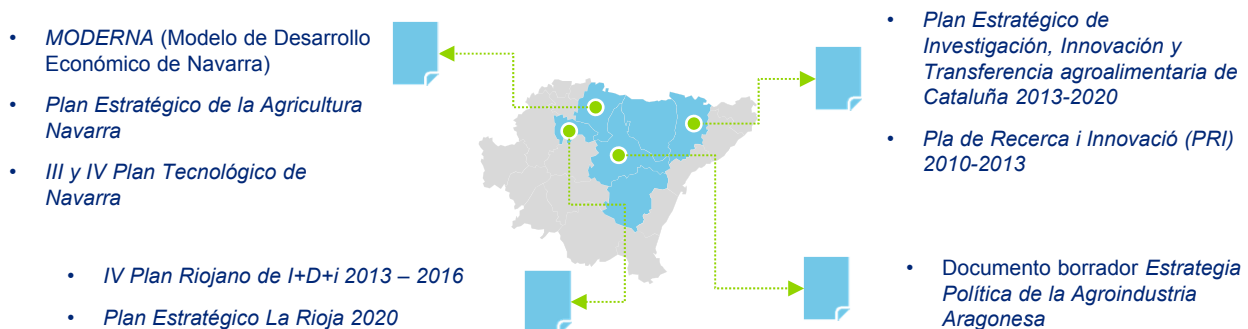 • MODERNA (Modelo de Desarrollo
Económico de Navarra)
• Plan Estratégico de la Agricultura
Navarra
• III y IV Plan Tecnológico de
Navarra
• IV Plan Riojano de I+D+i 2013 – 2016
• Plan Estratégico La Rioja 2020
• Plan Estratégico de
Investigación, Innovación y
Transferencia agroalimentaria de
Cataluña 2013-2020
• Pla de Recerca i Innovació (PRI)
2010-2013
• Documento borrador Estrategia
Política de la Agroindustria
Aragonesa